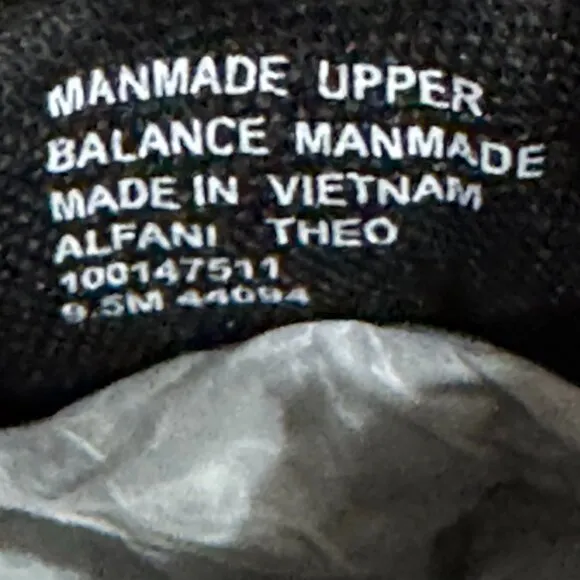 MANMADE UPPER
BALANCE MANMADE
MADE IN VIETNAM
ALFANI THEO
100147511
9.5M 44094